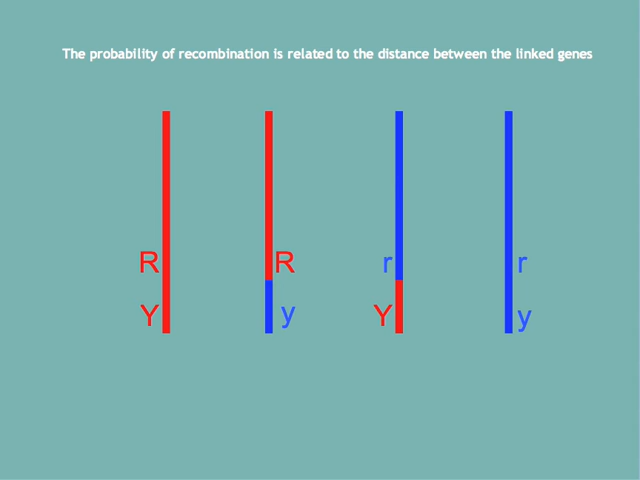 The probability of recombination is related to the distance between the linked genes
R R r r
Y y Y y